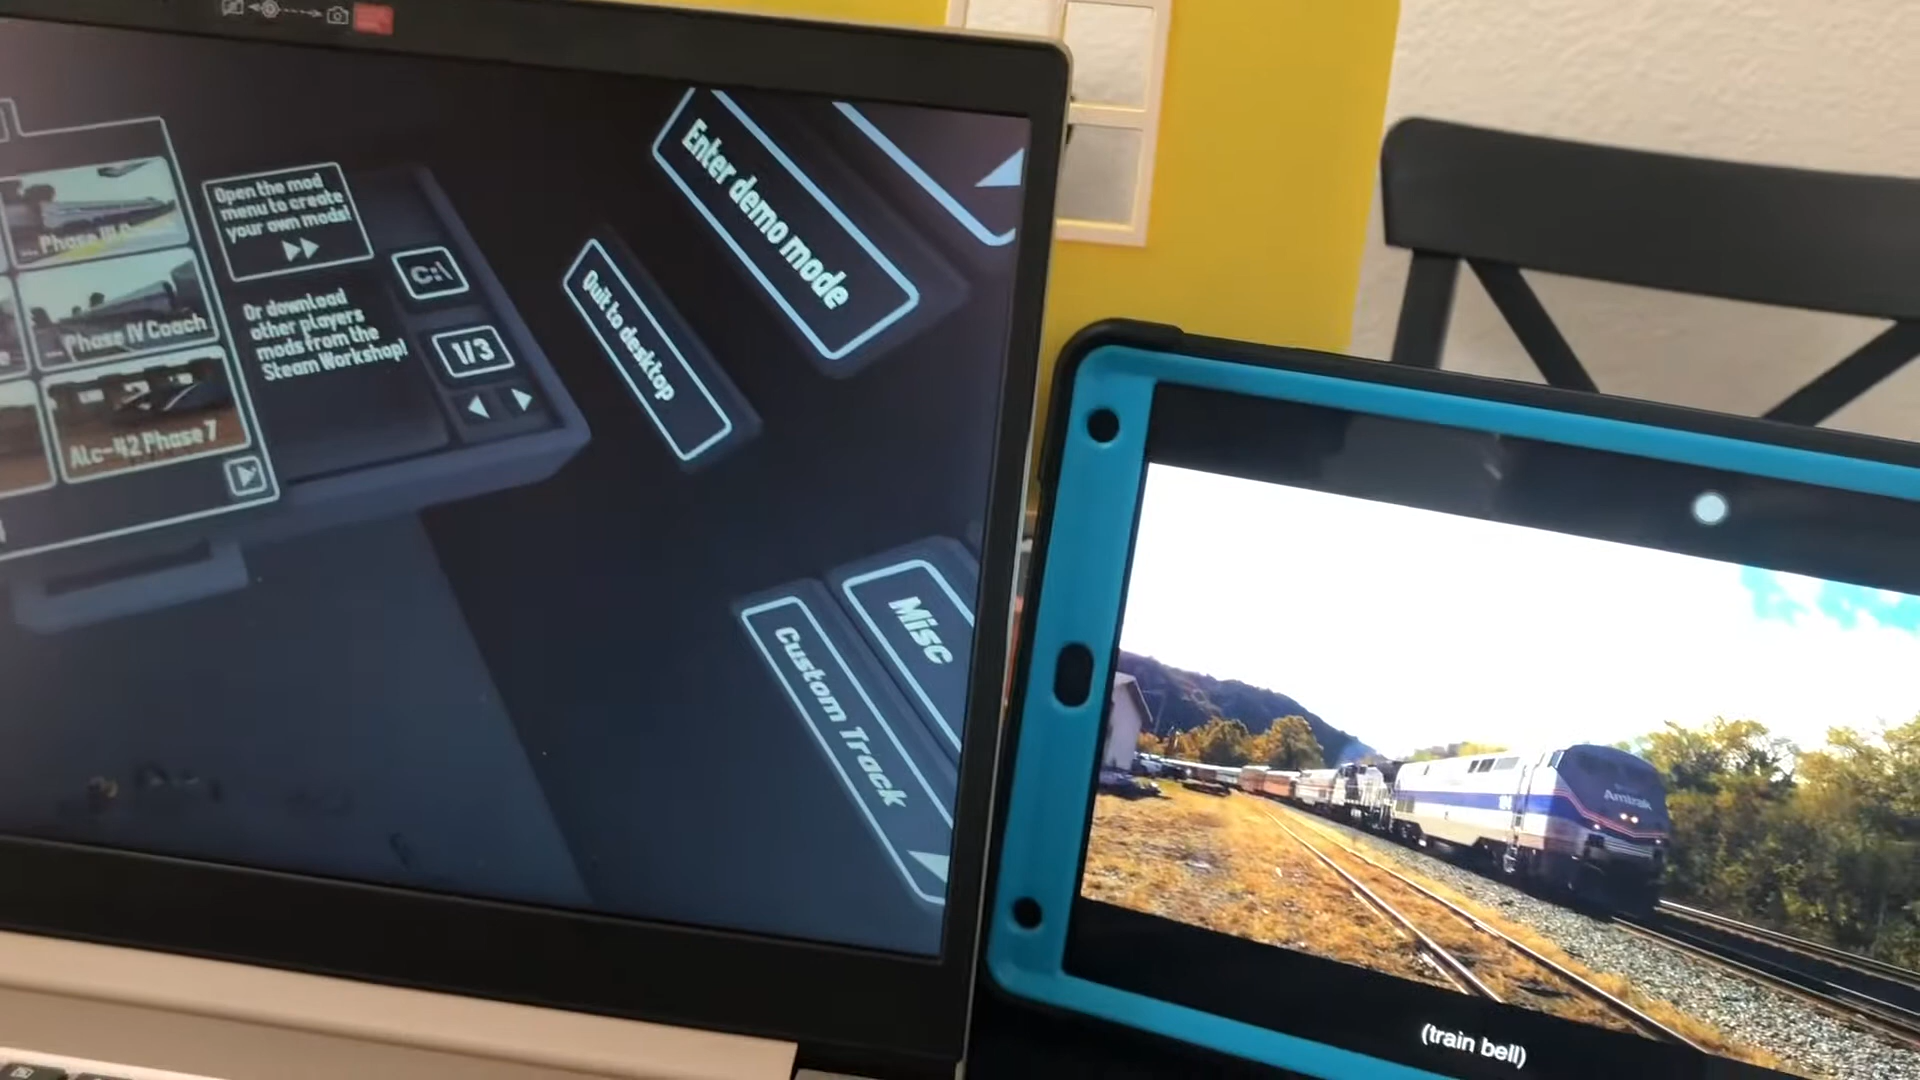 ... Phase III
... Phase IV Coach
Alc-42 Phase 7
Open the mod
menu to create
your own mods!
Or download
other players
mods from the
Steam Workshop!
C:\
1/3
Quit to desktop
Enter demo mode
Misc
Custom Track
Amtrak
(train bell)